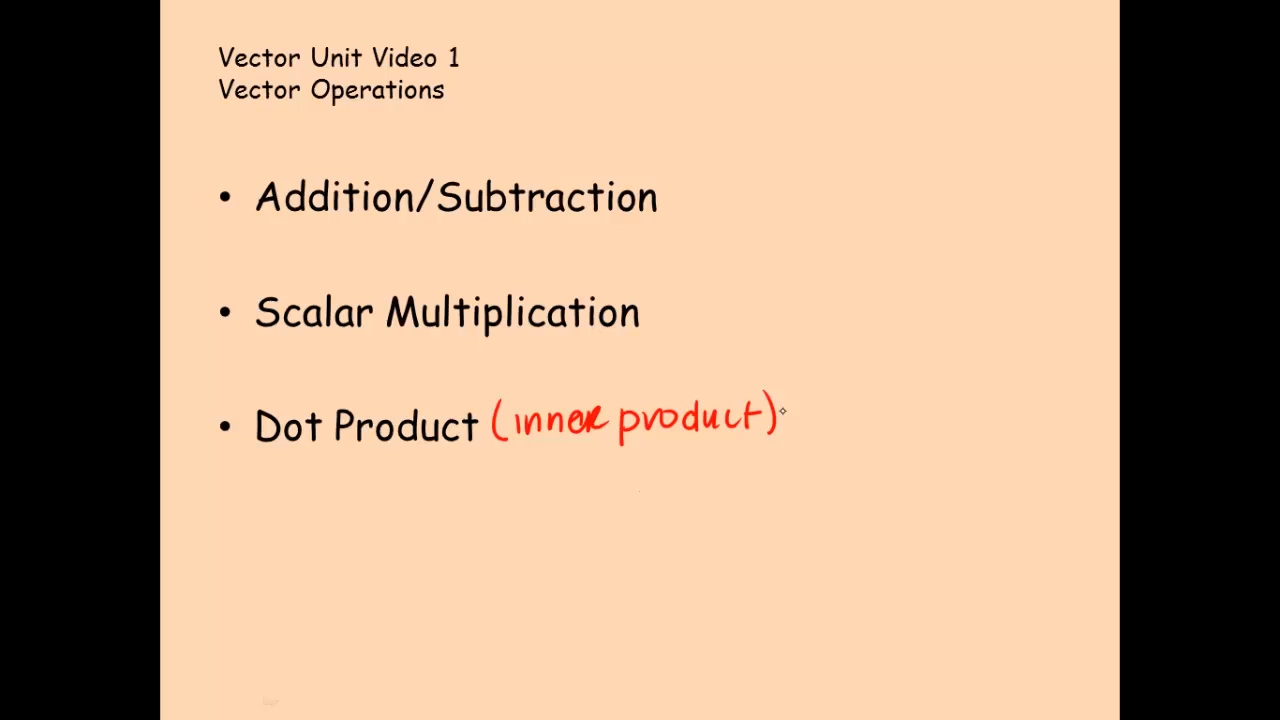 Vector Unit Video 1
Vector Operations
• Addition/Subtraction
• Scalar Multiplication
• Dot Product (inner product)